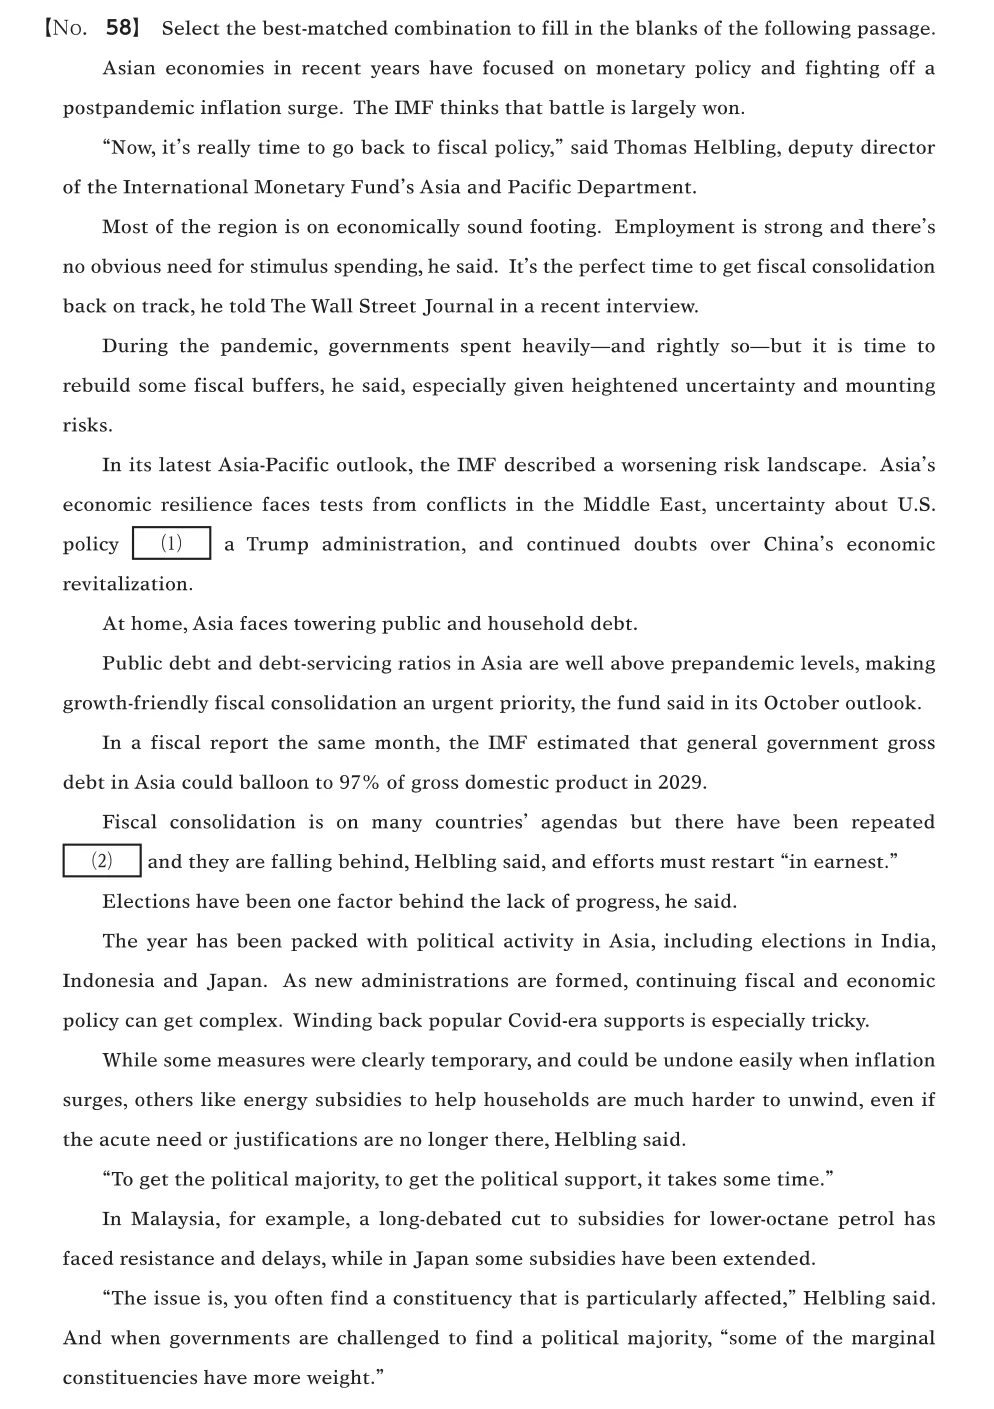 【No. 58】 Select the best-matched combination to fill in the blanks of the following passage.
Asian economies in recent years have focused on monetary policy and fighting off a
postpandemic inflation surge. The IMF thinks that battle is largely won.
“Now, it’s really time to go back to fiscal policy,” said Thomas Helbling, deputy director
of the International Monetary Fund’s Asia and Pacific Department.
Most of the region is on economically sound footing. Employment is strong and there’s
no obvious need for stimulus spending, he said. It’s the perfect time to get fiscal consolidation
back on track, he told The Wall Street Journal in a recent interview.
During the pandemic, governments spent heavily—and rightly so—but it is time to
rebuild some fiscal buffers, he said, especially given heightened uncertainty and mounting
risks.
In its latest Asia-Pacific outlook, the IMF described a worsening risk landscape. Asia’s
economic resilience faces tests from conflicts in the Middle East, uncertainty about U.S.
policy (1) a Trump administration, and continued doubts over China’s economic
revitalization.
At home, Asia faces towering public and household debt.
Public debt and debt-servicing ratios in Asia are well above prepandemic levels, making
growth-friendly fiscal consolidation an urgent priority, the fund said in its October outlook.
In a fiscal report the same month, the IMF estimated that general government gross
debt in Asia could balloon to 97% of gross domestic product in 2029.
Fiscal consolidation is on many countries’ agendas but there have been repeated
(2) and they are falling behind, Helbling said, and efforts must restart “in earnest.”
Elections have been one factor behind the lack of progress, he said.
The year has been packed with political activity in Asia, including elections in India,
Indonesia and Japan. As new administrations are formed, continuing fiscal and economic
policy can get complex. Winding back popular Covid-era supports is especially tricky.
While some measures were clearly temporary, and could be undone easily when inflation
surges, others like energy subsidies to help households are much harder to unwind, even if
the acute need or justifications are no longer there, Helbling said.
“To get the political majority, to get the political support, it takes some time.”
In Malaysia, for example, a long-debated cut to subsidies for lower-octane petrol has
faced resistance and delays, while in Japan some subsidies have been extended.
“The issue is, you often find a constituency that is particularly affected,” Helbling said.
And when governments are challenged to find a political majority, “some of the marginal
constituencies have more weight.”